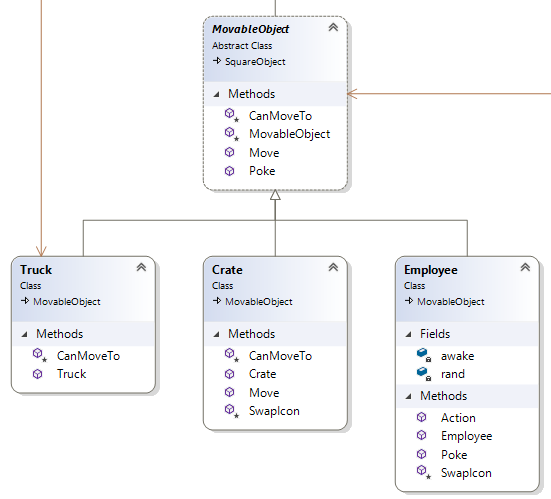 MovableObject
Abstract Class
SquareObject
Methods
CanMoveTo
MovableObject
Move
Poke
Truck
Class
MovableObject
Methods
CanMoveTo
Truck
Crate
Class
MovableObject
Methods
CanMoveTo
Crate
Move
SwapIcon
Employee
Class
MovableObject
Fields
awake
rand
Methods
Action
Employee
Poke
SwapIcon